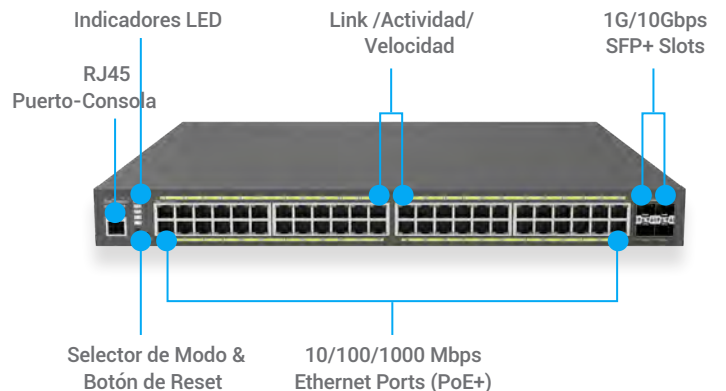 Indicadores LED
Link /Actividad/
Velocidad
1G/10Gbps
SFP+ Slots
RJ45
Puerto-Consola
Selector de Modo &
Botón de Reset
10/100/1000 Mbps
Ethernet Ports (PoE+)